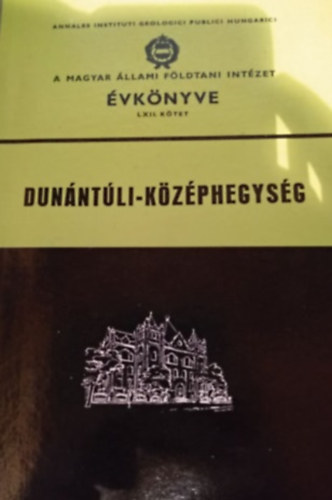 ANNALES INSTITUTI GEOLOGICI PUBLICI HUNGARICI
A MAGYAR ÁLLAMI FÖLDTANI INTÉZET
ÉVKÖNYVE
LXII. KÖTET
DUNÁNTÚLI-KÖZÉPHEGYSÉG